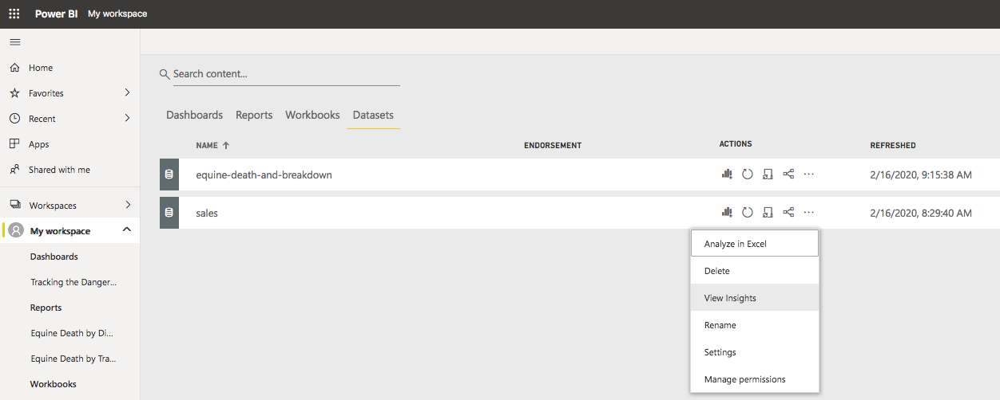 Power BI My workspace
Home
Favorites
Recent
Apps
Shared with me
Workspaces
My workspace
Dashboards
Tracking the Danger...
Reports
Equine Death by Di...
Equine Death by Tra...
Workbooks
Search content...
Dashboards Reports Workbooks Datasets
NAME ENDORSEMENT ACTIONS REFRESHED
equine-death-and-breakdown 2/16/2020, 9:15:38 AM
sales 2/16/2020, 8:29:40 AM
Analyze in Excel
Delete
View Insights
Rename
Settings
Manage permissions